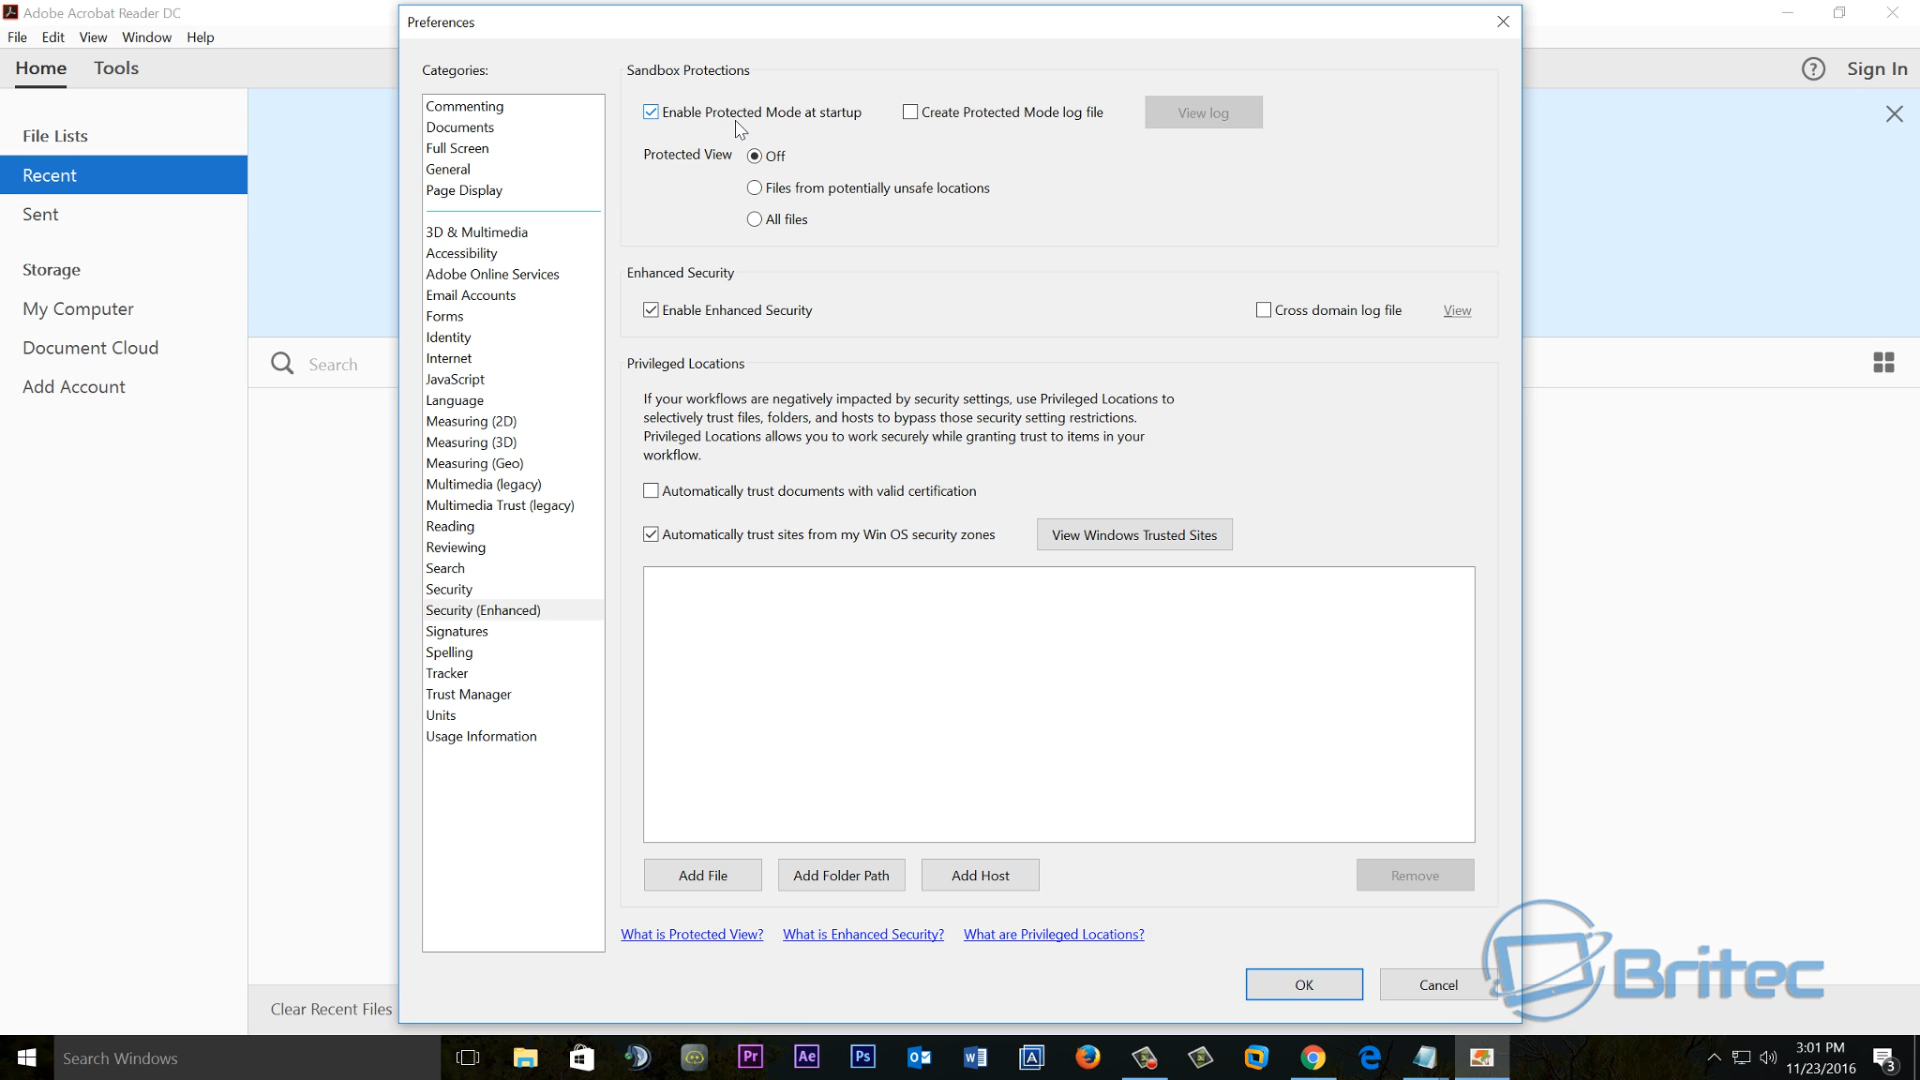 Adobe Acrobat Reader DC
File Edit View Window Help
Home Tools
Sign In
File Lists
Recent
Sent
Storage
My Computer
Document Cloud
Add Account
Search
Clear Recent Files
Preferences
Categories:
Commenting
Documents
Full Screen
General
Page Display
3D & Multimedia
Accessibility
Adobe Online Services
Email Accounts
Forms
Identity
Internet
JavaScript
Language
Measuring (2D)
Measuring (3D)
Measuring (Geo)
Multimedia (legacy)
Multimedia Trust (legacy)
Reading
Reviewing
Search
Security
Security (Enhanced)
Signatures
Spelling
Tracker
Trust Manager
Units
Usage Information
Sandbox Protections
Enable Protected Mode at startup Create Protected Mode log file View log
Protected View Off
Files from potentially unsafe locations
All files
Enhanced Security
Enable Enhanced Security Cross domain log file View
Privileged Locations
If your workflows are negatively impacted by security settings, use Privileged Locations to
selectively trust files, folders, and hosts to bypass those security setting restrictions.
Privileged Locations allows you to work securely while granting trust to items in your
workflow.
Automatically trust documents with valid certification
Automatically trust sites from my Win OS security zones View Windows Trusted Sites
Add File Add Folder Path Add Host Remove
What is Protected View? What is Enhanced Security? What are Privileged Locations?
OK Cancel
Britec
Search Windows
Pr Ae Ps
3:01 PM
11/23/2016
3